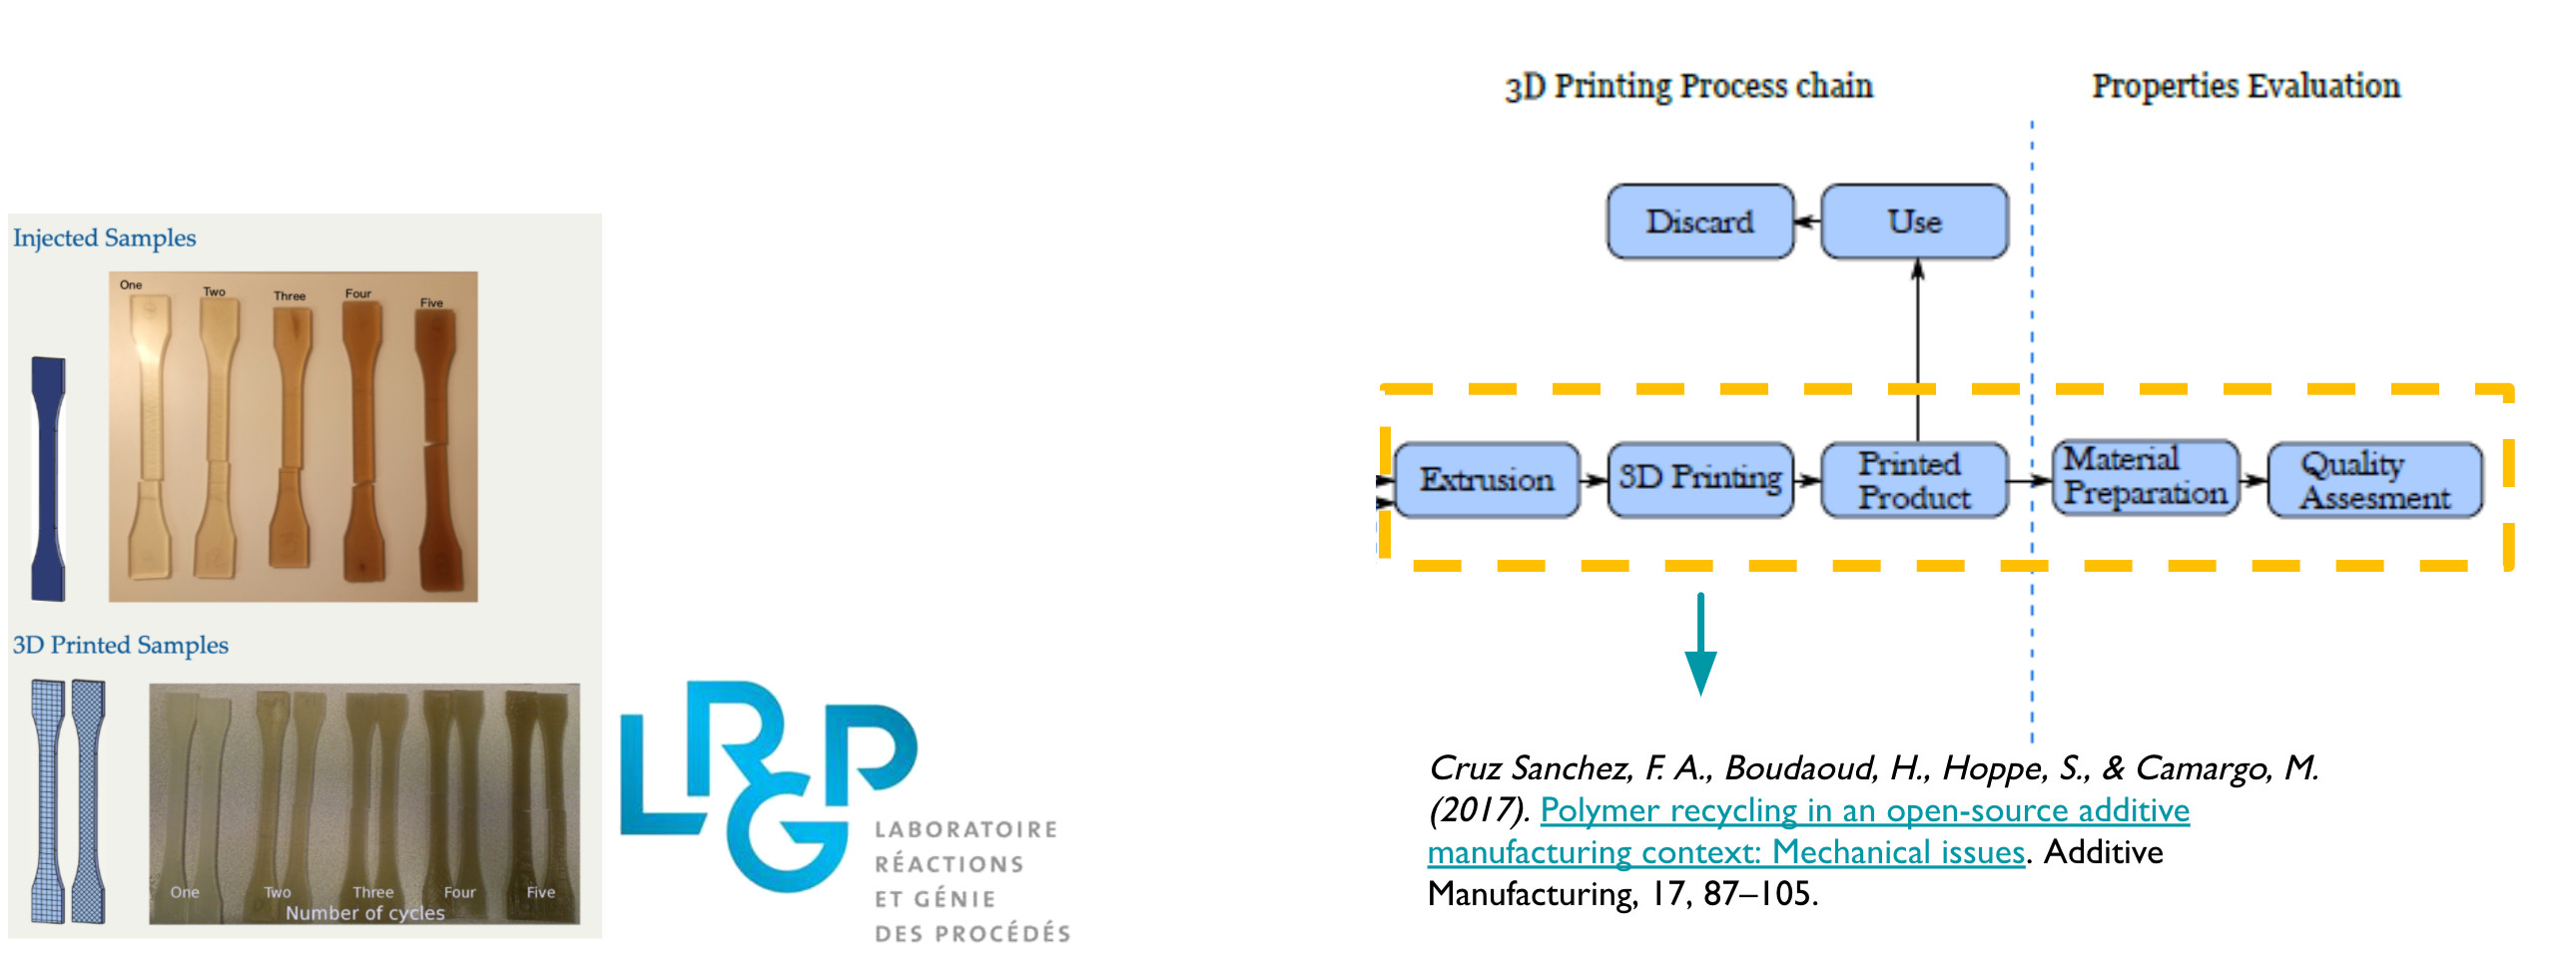 Injected Samples
One
Two
Three
Four
Five
3D Printed Samples
One
Two
Three
Four
Five
Number of cycles
LRGP
LABORATOIRE
RÉACTIONS
ET GÉNIE
DES PROCÉDÉS
3D Printing Process chain
Properties Evaluation
Discard
Use
Extrusion
3D Printing
Printed
Product
Material
Preparation
Quality
Assesment
Cruz Sanchez, F. A., Boudaoud, H., Hoppe, S., & Camargo, M.
(2017). Polymer recycling in an open-source additive
manufacturing context: Mechanical issues. Additive
Manufacturing, 17, 87–105.